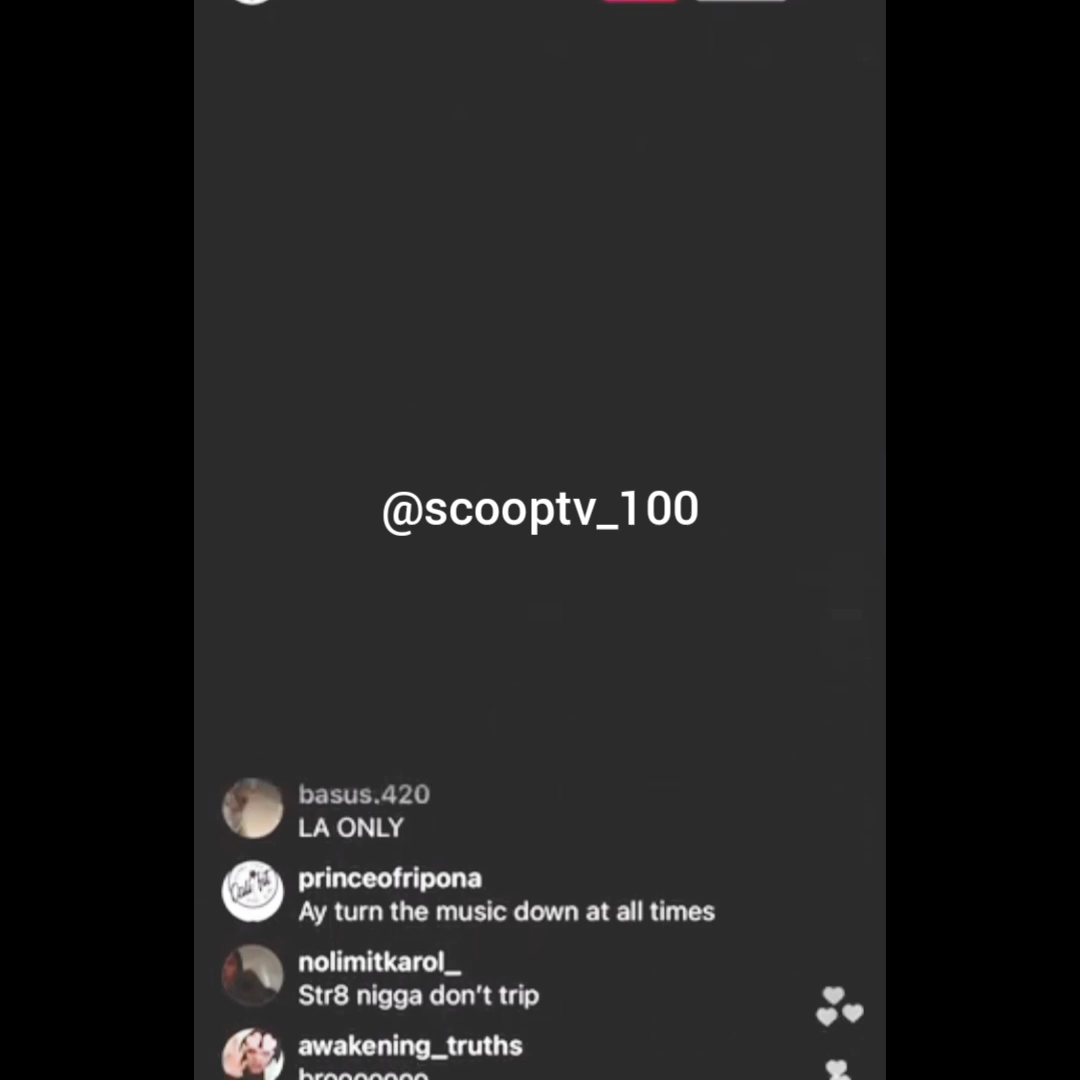 @scooptv_100
basus.420
LA ONLY
princeofripona
Ay turn the music down at all times
nolimitkarol_
Str8 nigga don't trip
awakening_truths